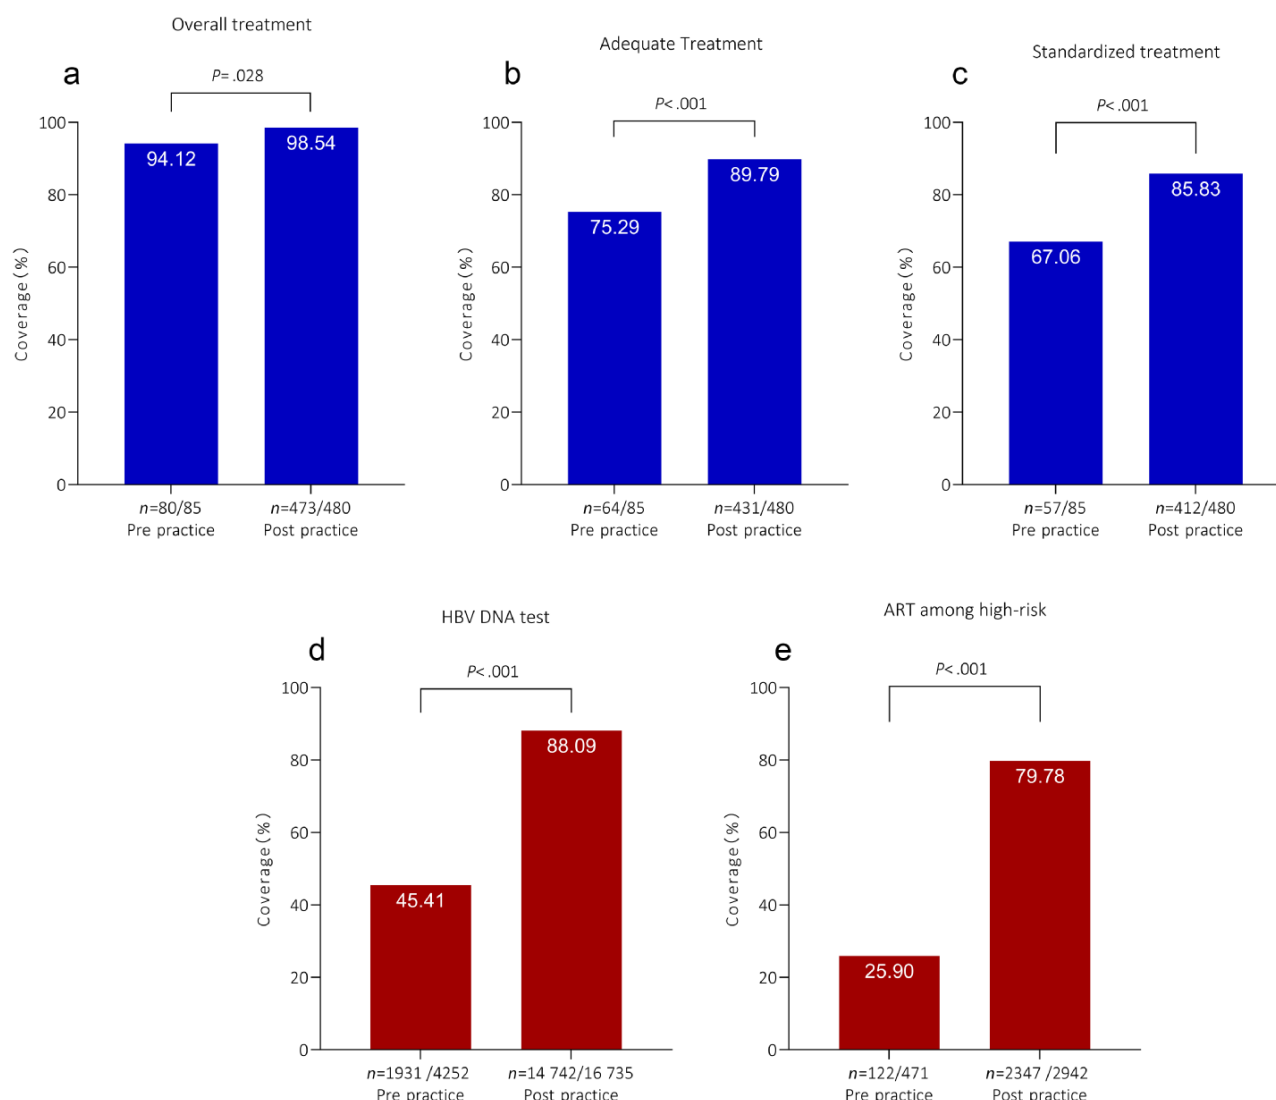 Overall treatment
a
P= .028
Coverage (%)
100
80
60
40
20
0
94.12
98.54
n=80/85
n=473/480
Pre practice
Post practice
Adequate Treatment
b
P< .001
Coverage (%)
100
80
60
40
20
0
75.29
89.79
n=64/85
n=431/480
Pre practice
Post practice
Standardized treatment
c
P< .001
Coverage (%)
100
80
60
40
20
0
67.06
85.83
n=57/85
n=412/480
Pre practice
Post practice
HBV DNA test
d
P< .001
Coverage (%)
100
80
60
40
20
0
45.41
88.09
n=1931 /4252
n=14 742/16 735
Pre practice
Post practice
ART among high-risk
e
P< .001
Coverage (%)
100
80
60
40
20
0
25.90
79.78
n=122/471
n=2347 /2942
Pre practice
Post practice